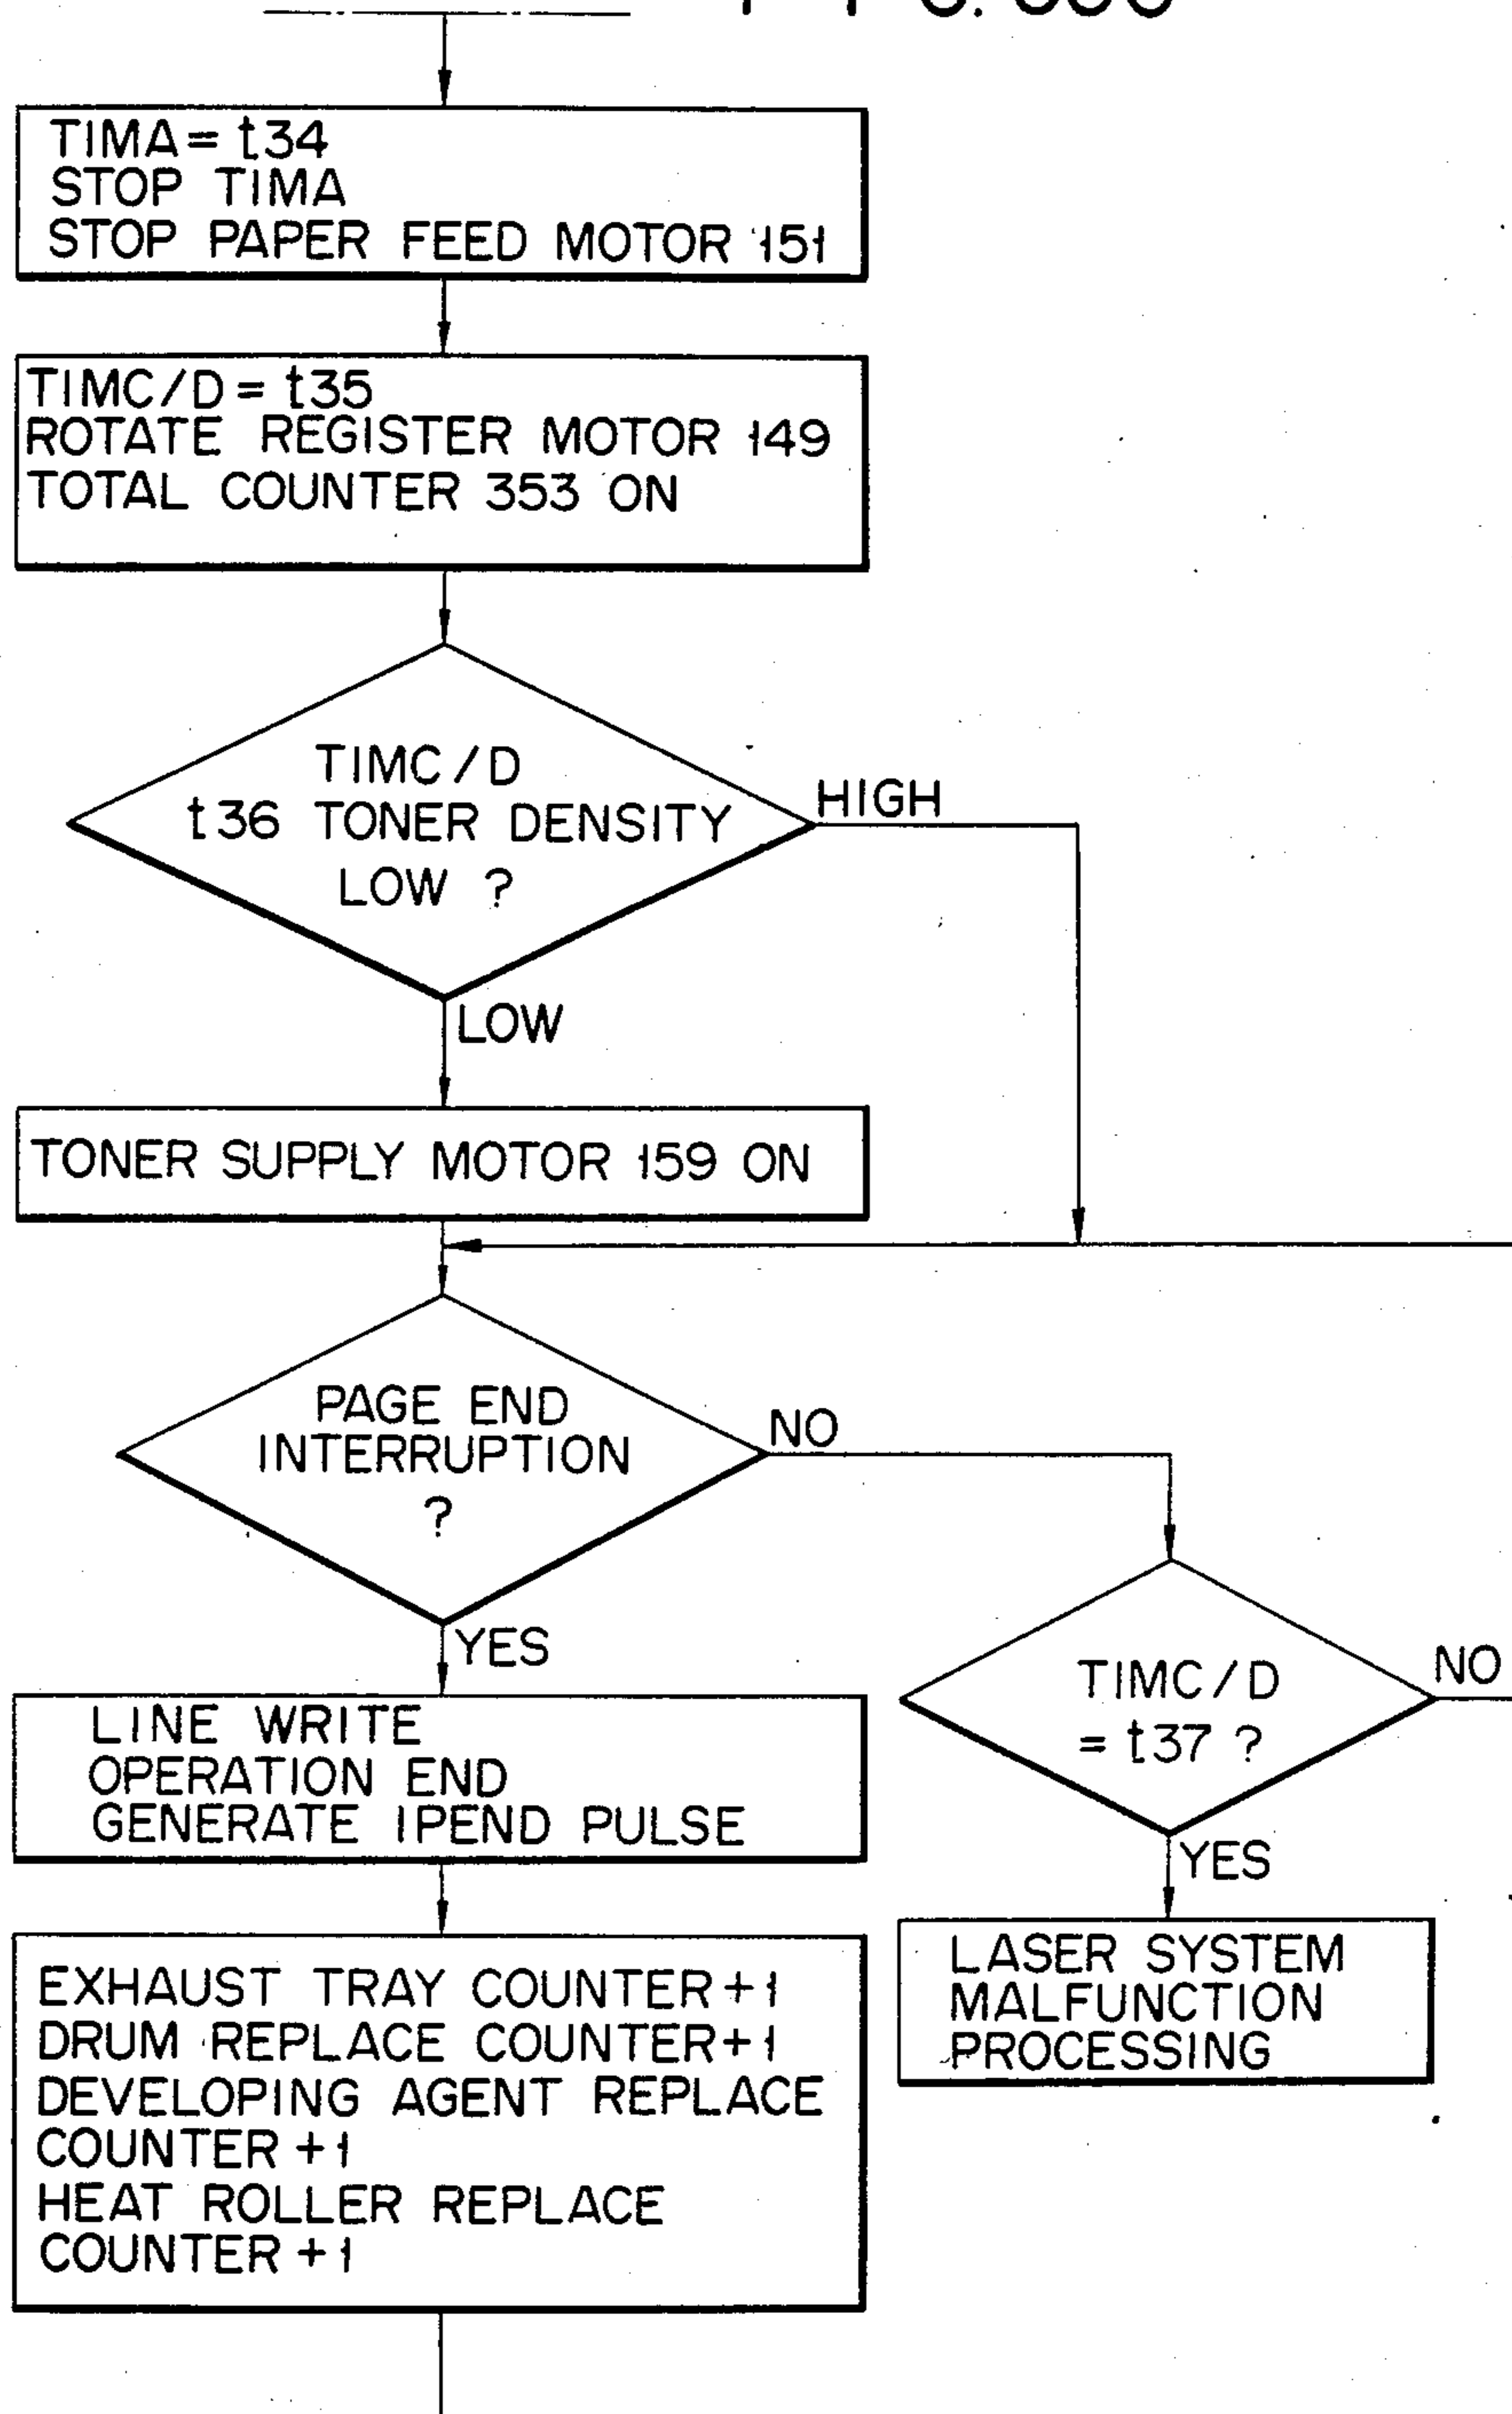 TIMA = t34
STOP TIMA
STOP PAPER FEED MOTOR 151
TIMC/D = t35
ROTATE REGISTER MOTOR 149
TOTAL COUNTER 353 ON
TIMC/D
t36 TONER DENSITY
LOW ?
HIGH
LOW
TONER SUPPLY MOTOR 159 ON
PAGE END
INTERRUPTION
?
NO
YES
TIMC/D
= t37 ?
NO
YES
LINE WRITE
OPERATION END
GENERATE IPEND PULSE
LASER SYSTEM
MALFUNCTION
PROCESSING
EXHAUST TRAY COUNTER +1
DRUM REPLACE COUNTER +1
DEVELOPING AGENT REPLACE
COUNTER +1
HEAT ROLLER REPLACE
COUNTER +1